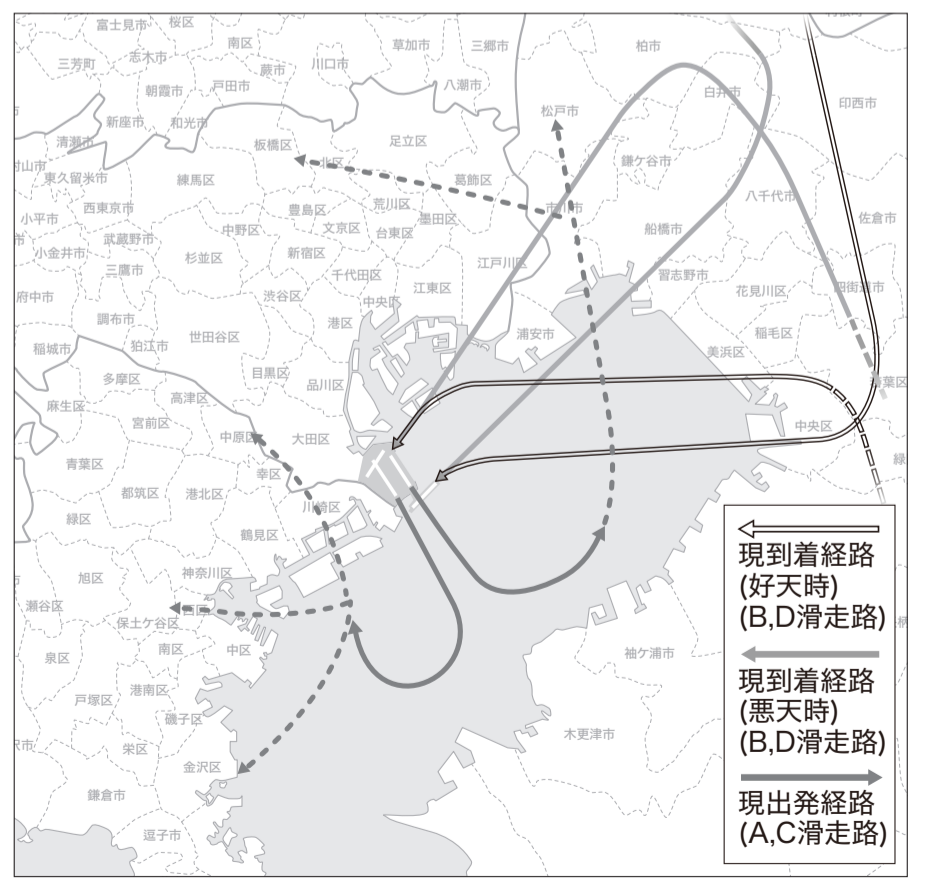 富士見市
桜区
南区
草加市
三郷市
柏市
三芳町
志木市
蕨市
川口市
八潮市
白井市
朝霞市
戸田市
印西市
松戸市
新座市
和光市
清瀬市
板橋区
北区
足立区
鎌ケ谷市
村山市
東久留米市
練馬区
葛飾区
八千代市
小平市
西東京市
豊島区
荒川区
墨田区
市川市
佐倉市
中野区
文京区
台東区
船橋市
武蔵野市
小金井市
杉並区
新宿区
江戸川区
三鷹市
千代田区
習志野市
府中市
渋谷区
中央区
江東区
花見川区
四街道市
調布市
港区
浦安市
稲毛区
稲城市
狛江市
世田谷区
美浜区
多摩区
目黒区
品川区
若葉区
麻生区
高津区
宮前区
中原区
大田区
中央区
青葉区
幸区
緑
都筑区
港北区
川崎区
緑区
鶴見区
旭区
神奈川区
瀬谷区
西区
保土ケ谷区
泉区
南区
中区
袖ケ浦市
戸塚区
港南区
磯子区
栄区
木更津市
金沢区
鎌倉市
逗子市
現到着経路
(好天時)
(B,D滑走路)
現到着経路
(悪天時)
(B,D滑走路)
現出発経路
(A,C滑走路)